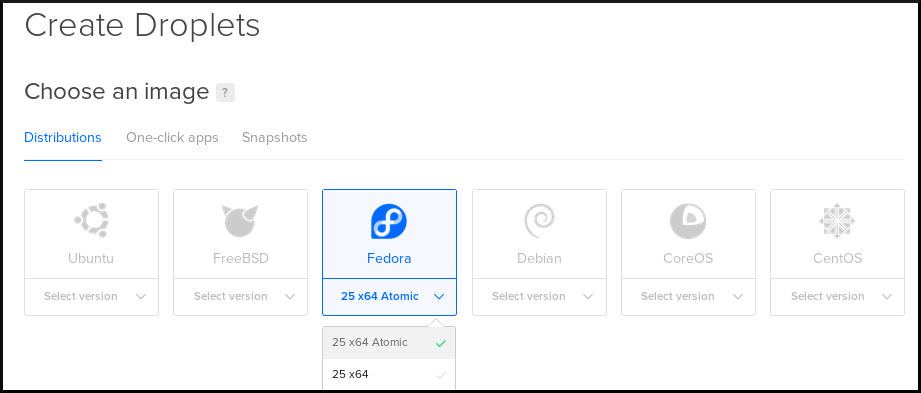 Create Droplets
Choose an image ?
Distributions One-click apps Snapshots
Ubuntu FreeBSD Fedora Debian CoreOS CentOS
Select version Select version 25 x64 Atomic Select version Select version Select version
25 x64 Atomic
25 x64